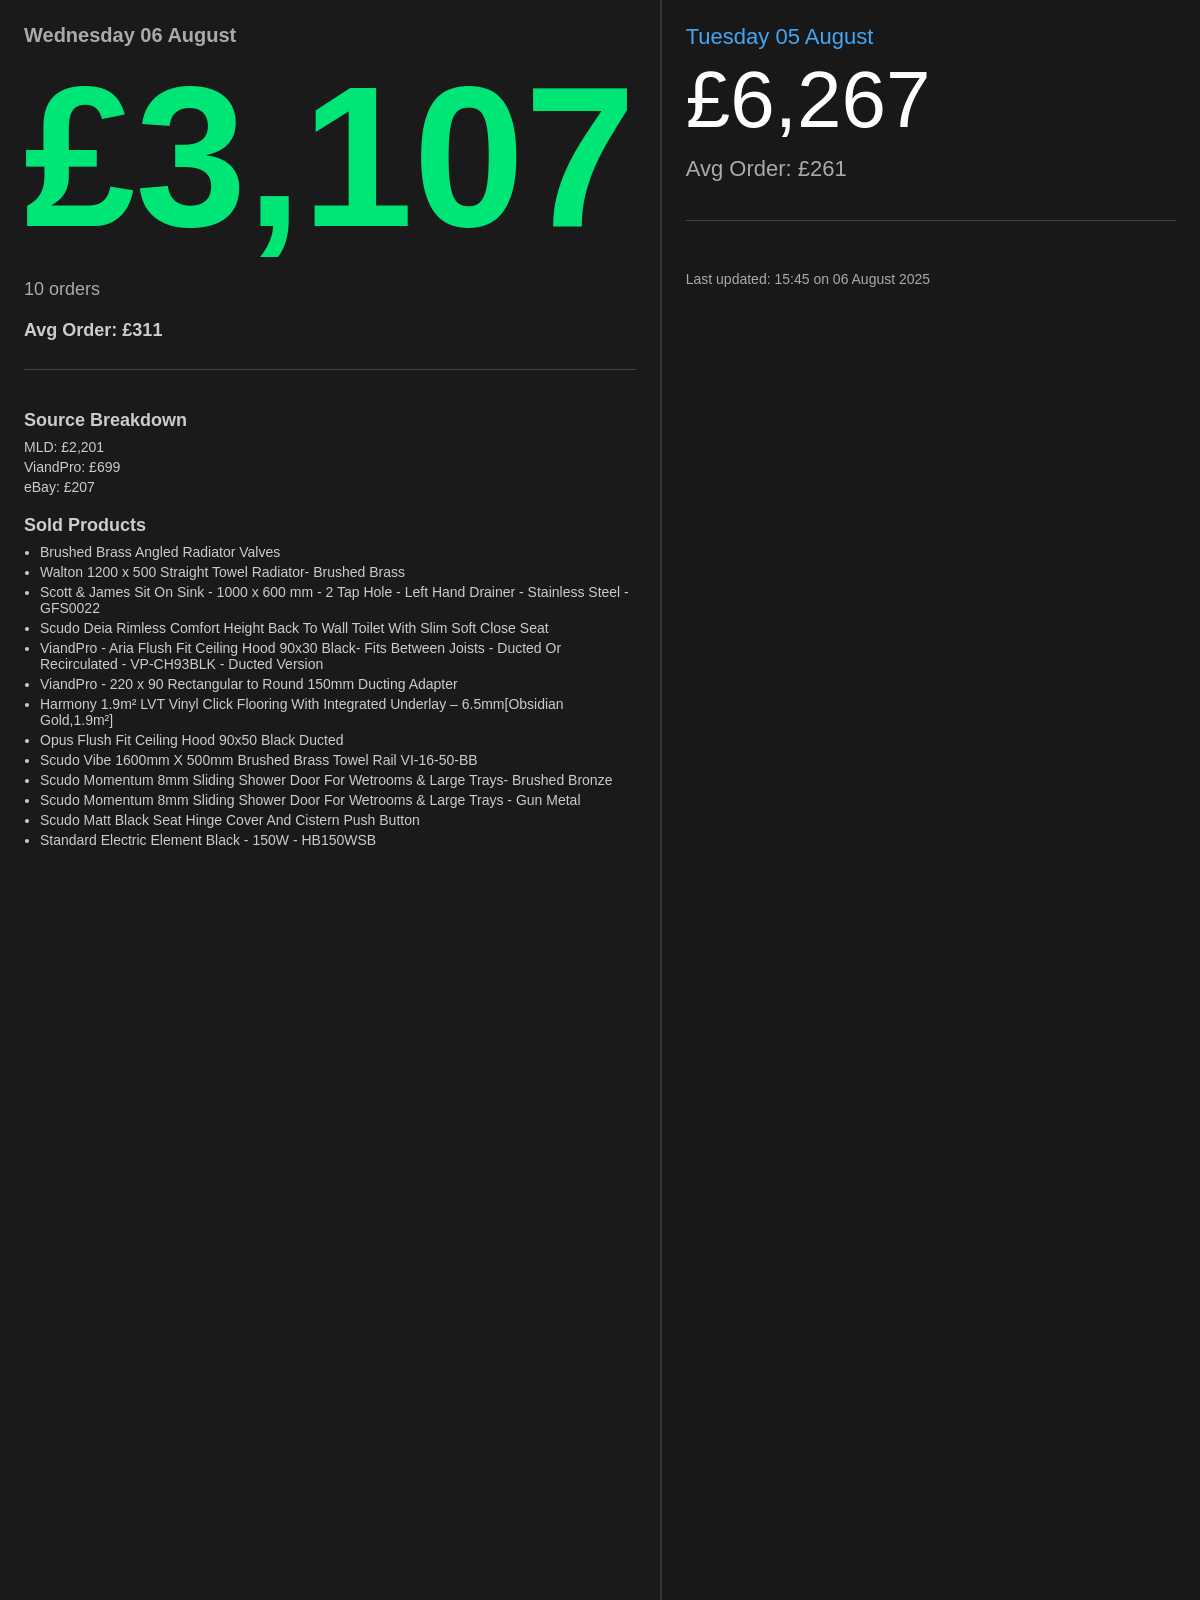 Wednesday 06 August
£3,107
10 orders
Avg Order: £311
Source Breakdown
MLD: £2,201
ViandPro: £699
eBay: £207
Sold Products
• Brushed Brass Angled Radiator Valves
• Walton 1200 x 500 Straight Towel Radiator- Brushed Brass
• Scott & James Sit On Sink - 1000 x 600 mm - 2 Tap Hole - Left Hand Drainer - Stainless Steel -
GFS0022
• Scudo Deia Rimless Comfort Height Back To Wall Toilet With Slim Soft Close Seat
• ViandPro - Aria Flush Fit Ceiling Hood 90x30 Black- Fits Between Joists - Ducted Or
Recirculated - VP-CH93BLK - Ducted Version
• ViandPro - 220 x 90 Rectangular to Round 150mm Ducting Adapter
• Harmony 1.9m² LVT Vinyl Click Flooring With Integrated Underlay – 6.5mm[Obsidian
Gold,1.9m²]
• Opus Flush Fit Ceiling Hood 90x50 Black Ducted
• Scudo Vibe 1600mm X 500mm Brushed Brass Towel Rail VI-16-50-BB
• Scudo Momentum 8mm Sliding Shower Door For Wetrooms & Large Trays- Brushed Bronze
• Scudo Momentum 8mm Sliding Shower Door For Wetrooms & Large Trays - Gun Metal
• Scudo Matt Black Seat Hinge Cover And Cistern Push Button
• Standard Electric Element Black - 150W - HB150WSB
Tuesday 05 August
£6,267
Avg Order: £261
Last updated: 15:45 on 06 August 2025